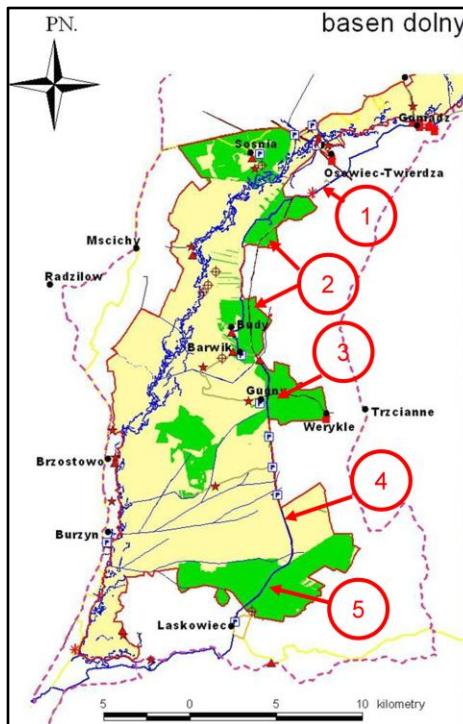 PN.
basen dolny
Goniądz
Sośnia
Osowiec-Twierdza
1
Mscichy
2
Radzilow
Budy
Barwik
3
Gugny
Trzcianne
Werykle
Brzostowo
4
Burzyn
5
Laskowiec
5 0 5 10 kilometry